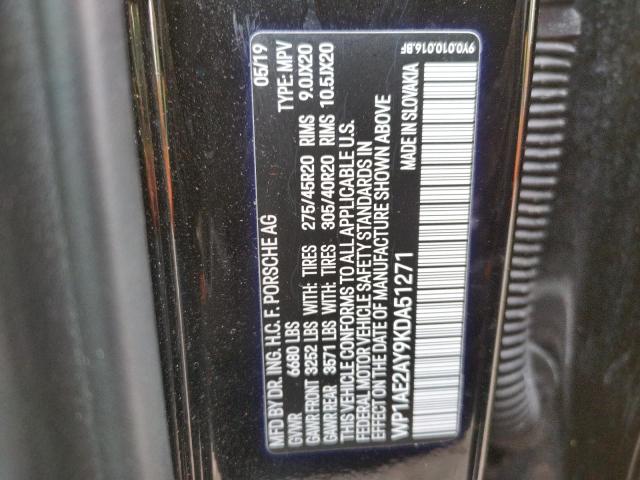 MFD BY DR. ING. H.C. F. PORSCHE AG 05/19
GVWR 6680 LBS TYPE: MPV
GAWR FRONT 3252 LBS WITH: TIRES 275/45R20 RIMS 9.0JX20
GAWR REAR 3571 LBS WITH: TIRES 305/40R20 RIMS 10.5JX20
THIS VEHICLE CONFORMS TO ALL APPLICABLE U.S.
FEDERAL MOTOR VEHICLE SAFETY STANDARDS IN
EFFECT ON THE DATE OF MANUFACTURE SHOWN ABOVE
WP1AE2AY9KDA51271 MADE IN SLOVAKIA
9Y0.010.016.BF